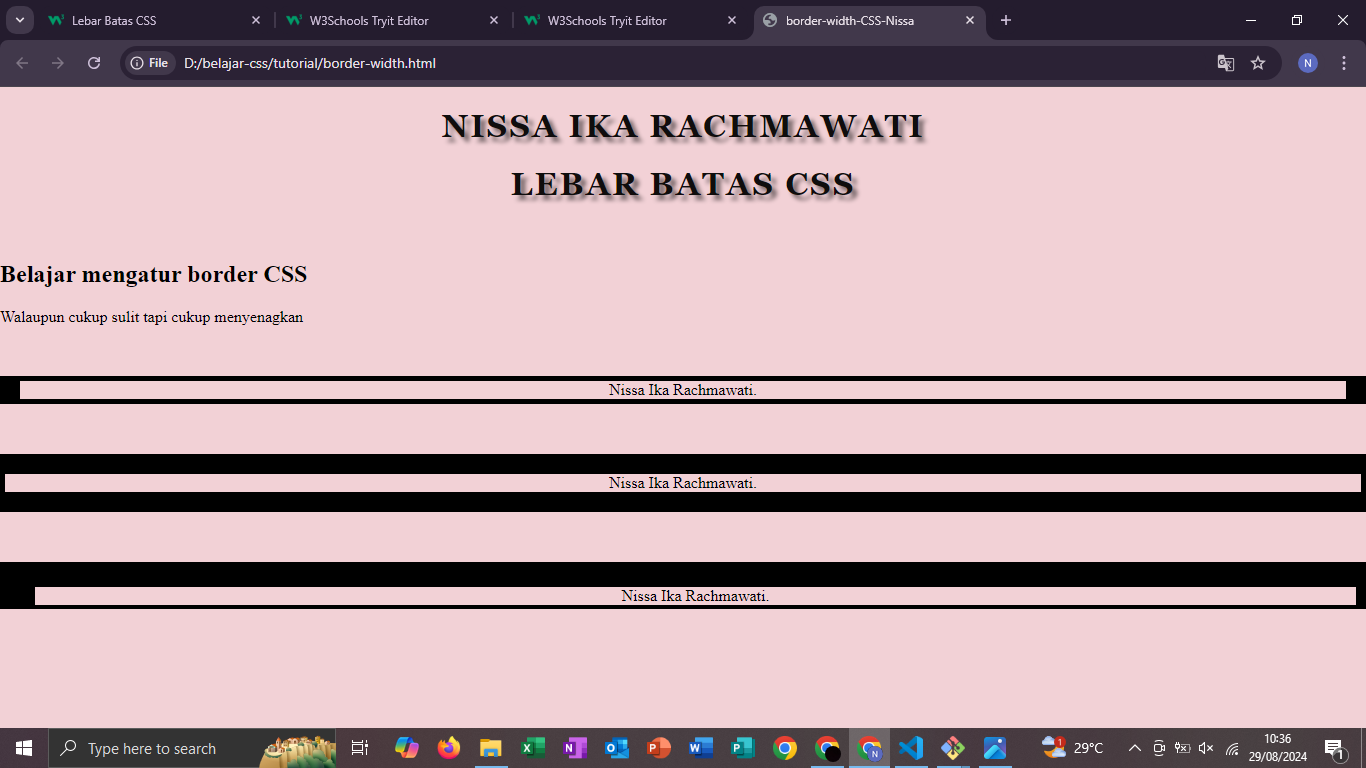 Lebar Batas CSS
W3Schools Tryit Editor
W3Schools Tryit Editor
border-width-CSS-Nissa
File
D:/belajar-css/tutorial/border-width.html
N
NISSA IKA RACHMAWATI
LEBAR BATAS CSS
Belajar mengatur border CSS
Walaupun cukup sulit tapi cukup menyenagkan
Nissa Ika Rachmawati.
Nissa Ika Rachmawati.
Nissa Ika Rachmawati.
Type here to search
29°C
10:36
29/08/2024